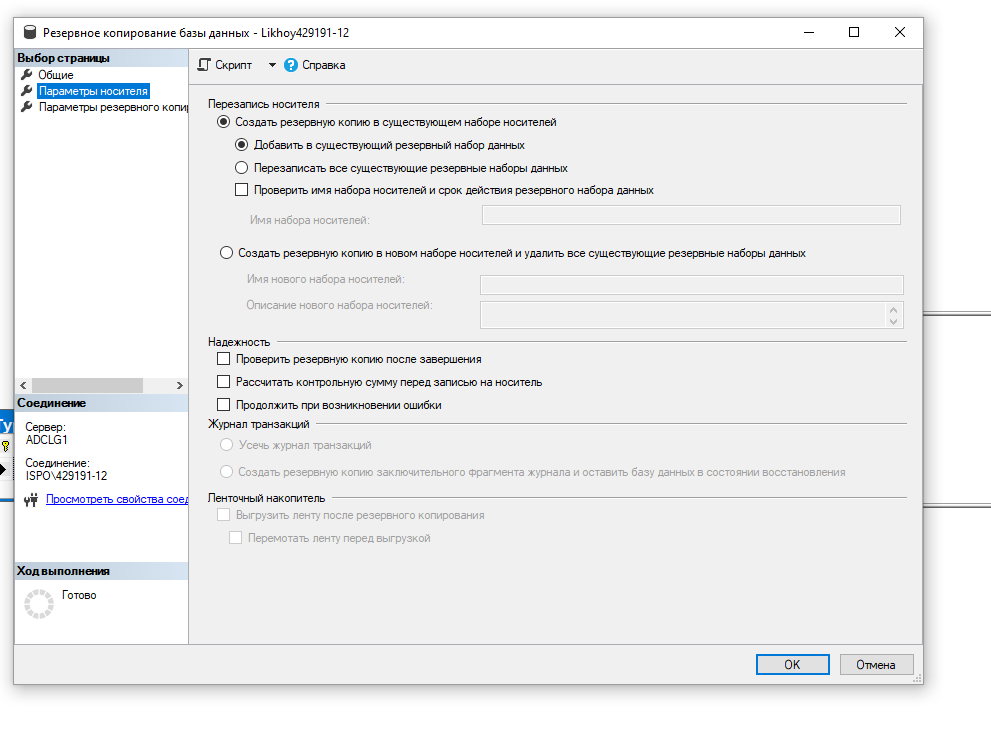 Резервное копирование базы данных - Likhoy429191-12
Выбор страницы
Общие
Параметры носителя
Параметры резервного копир
Скрипт
Справка
Перезапись носителя
Создать резервную копию в существующем наборе носителей
Добавить в существующий резервный набор данных
Перезаписать все существующие резервные наборы данных
Проверить имя набора носителей и срок действия резервного набора данных
Имя набора носителей:
Создать резервную копию в новом наборе носителей и удалить все существующие резервные наборы данных
Имя нового набора носителей:
Описание нового набора носителей:
Надежность
Проверить резервную копию после завершения
Рассчитать контрольную сумму перед записью на носитель
Продолжить при возникновении ошибки
Журнал транзакций
Усечь журнал транзакций
Создать резервную копию заключительного фрагмента журнала и оставить базу данных в состоянии восстановления
Ленточный накопитель
Выгрузить ленту после резервного копирования
Перемотать ленту перед выгрузкой
Соединение
Сервер:
ADCLG1
Соединение:
ISPO\429191-12
Просмотреть свойства соед
Ход выполнения
Готово
OK
Отмена